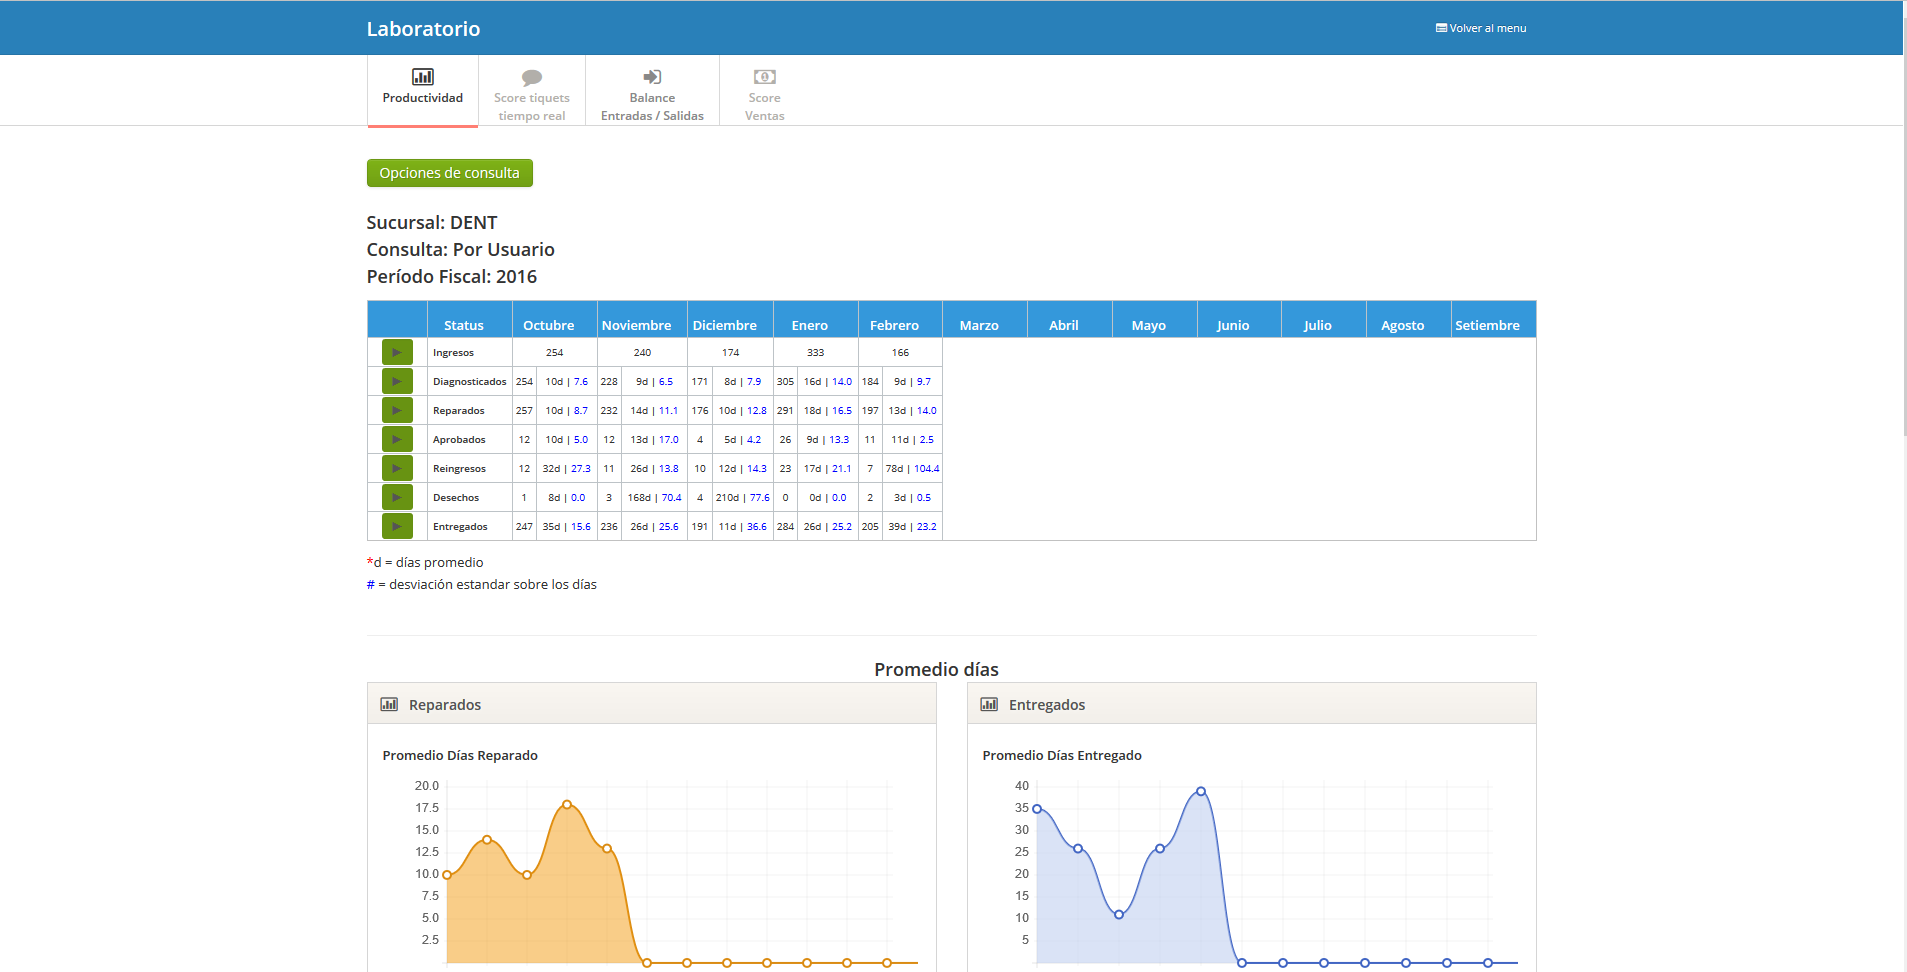 Laboratorio
Volver al menu
Productividad
Score tiquets
tiempo real
Balance
Entradas / Salidas
Score
Ventas
Opciones de consulta
Sucursal: DENT
Consulta: Por Usuario
Período Fiscal: 2016
Status Octubre Noviembre Diciembre Enero Febrero Marzo Abril Mayo Junio Julio Agosto Setiembre
Ingresos 254 240 174 333 166
Diagnosticados 254 10d | 7.6 228 9d | 6.5 171 8d | 7.9 305 16d | 14.0 184 9d | 9.7
Reparados 257 10d | 8.7 232 14d | 11.1 176 10d | 12.8 291 18d | 16.5 197 13d | 14.0
Aprobados 12 10d | 5.0 12 13d | 17.0 4 5d | 4.2 26 9d | 13.3 11 11d | 2.5
Reingresos 12 32d | 27.3 11 26d | 13.8 10 12d | 14.3 23 17d | 21.1 7 78d | 104.4
Desechos 1 8d | 0.0 3 168d | 70.4 4 210d | 77.6 0 0d | 0.0 2 3d | 0.5
Entregados 247 35d | 15.6 236 26d | 25.6 191 11d | 36.6 284 26d | 25.2 205 39d | 23.2
*d = días promedio
# = desviación estandar sobre los días
Promedio días
Reparados
Promedio Días Reparado
20.0
17.5
15.0
12.5
10.0
7.5
5.0
2.5
Entregados
Promedio Días Entregado
40
35
30
25
20
15
10
5